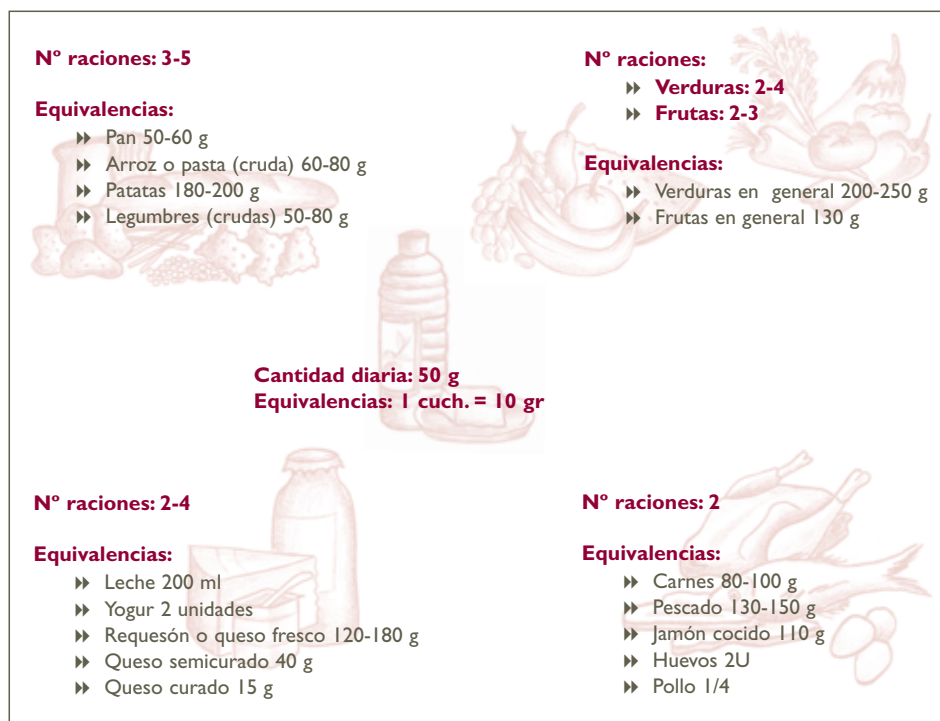 Nº raciones: 3-5
Equivalencias:
Pan 50-60 g
Arroz o pasta (cruda) 60-80 g
Patatas 180-200 g
Legumbres (crudas) 50-80 g
Nº raciones:
Verduras: 2-4
Frutas: 2-3
Equivalencias:
Verduras en general 200-250 g
Frutas en general 130 g
Cantidad diaria: 50 g
Equivalencias: 1 cuch. = 10 gr
Nº raciones: 2-4
Equivalencias:
Leche 200 ml
Yogur 2 unidades
Requesón o queso fresco 120-180 g
Queso semicurado 40 g
Queso curado 15 g
Nº raciones: 2
Equivalencias:
Carnes 80-100 g
Pescado 130-150 g
Jamón cocido 110 g
Huevos 2U
Pollo 1/4